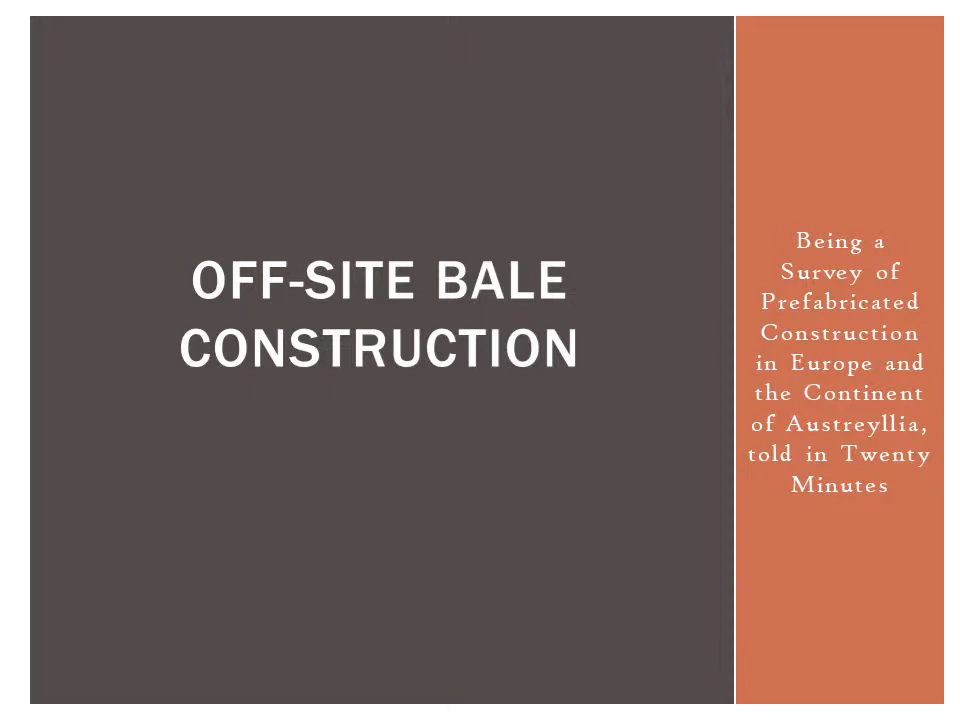 OFF-SITE BALE
CONSTRUCTION
Being a
Survey of
Prefabricated
Construction
in Europe and
the Continent
of Austreyllia,
told in Twenty
Minutes